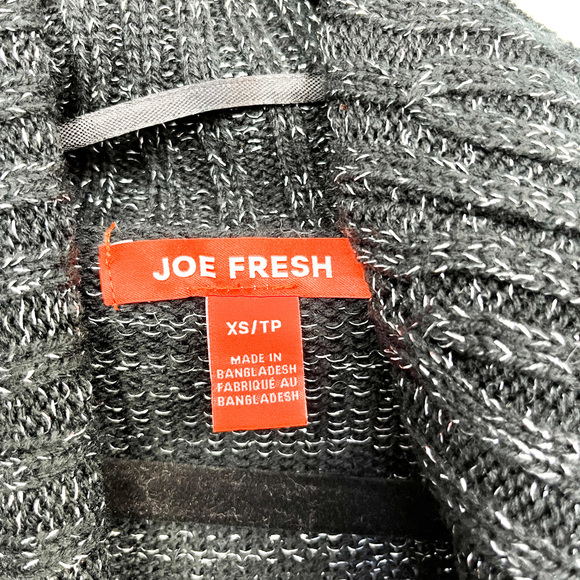 JOE FRESH
XS/TP
MADE IN
BANGLADESH
FABRIQUÉ AU
BANGLADESH